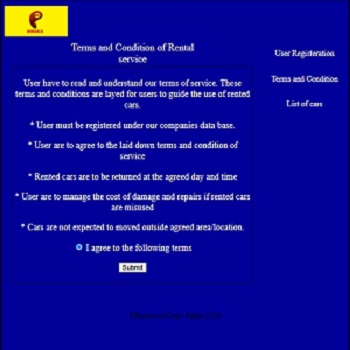 Terms and Condition of Rental
service
User Registeration
Terms and Condition
List of cars
User have to read and understand our terms of service. These
terms and conditions are layed for users to guide the use of rented
cars.
* User must be registered under our companies data base.
* User are to agree to the laid down terms and condition of
service
* Rented cars are to be returned at the agreed day and time
* User are to manage the cost of damage and repairs if rented cars
are misused
* Cars are not expected to moved outside agreed area/location.
I agree to the following terms
Submit